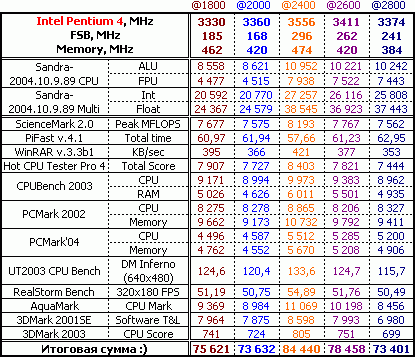 @1800 @2000 @2400 @2600 @2800
Intel Pentium 4, MHz 3330 3360 3556 3411 3374
FSB, MHz 185 168 296 262 241
Memory, MHz 462 420 474 420 384
Sandra-2004.10.9.89 CPU ALU 8 558 8 621 10 952 10 221 10 242
FPU 4 477 4 515 7 938 7 522 7 443
Sandra-2004.10.9.89 Multi Int 20 592 20 770 27 257 26 116 25 808
Float 24 367 24 579 38 545 36 923 37 443
ScienceMark 2.0 Peak MFLOPS 7 677 7 575 8 193 7 767 7 562
PiFast v.4.1 Total time 60,97 61,94 57,66 61,23 62,95
WinRAR v.3.3b1 KB/sec 395 366 421 377 353
Hot CPU Tester Pro 4 Total Score 7 907 7 727 8 403 7 821 7 444
CPUBench 2003 CPU 9 171 8 994 9 973 9 383 8 962
RAM 5 026 4 626 6 011 5 501 4 935
PCMark 2002 CPU 8 275 8 278 8 865 8 206 8 327
Memory 9 662 9 173 10 732 9 792 9 411
PCMark'04 CPU 4 496 4 587 5 512 5 285 5 200
Memory 4 762 4 552 5 670 5 208 4 906
UT2003 CPU Bench DM Inferno (640x480) 124,6 120,4 133,6 124,7 115,7
RealStorm Bench 320x180 FPS 51,19 50,75 54,89 51,76 50,49
AquaMark CPU Mark 9 369 8 984 11 069 10 198 8 456
3DMark 2001SE Software T&L 7 964 7 875 8 598 7 993 6 980
3DMark 2003 CPU Score 741 724 805 751 699
Итоговая сумма :) 75 621 73 632 84 440 78 458 73 401